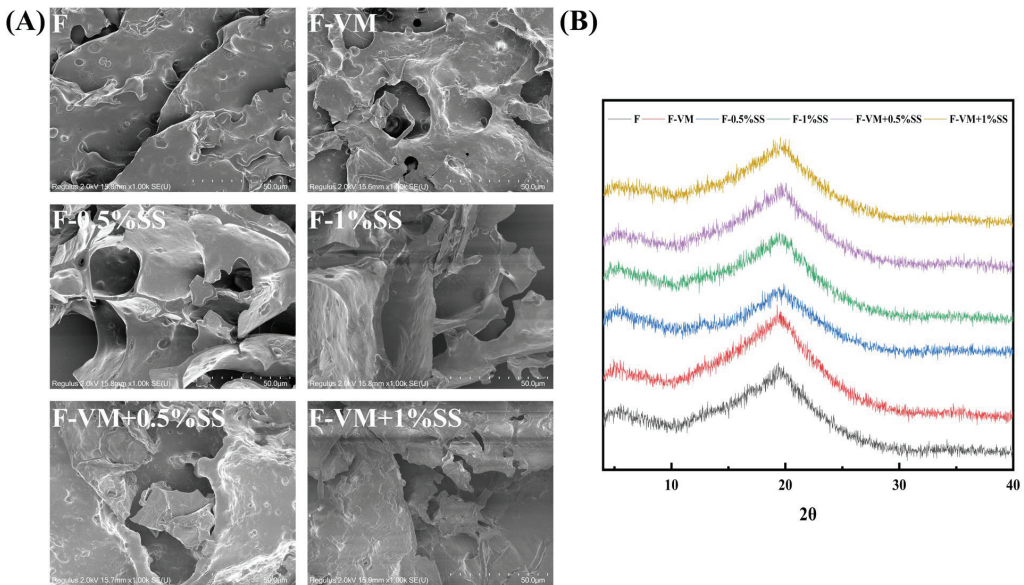 (A)
F
Regulus 2.0kV 15.8mm x1.00k SE(U) 50.0μm
F-VM
Regulus 2.0kV 15.6mm x1.00k SE(U) 50.0μm
F-0.5%SS
Regulus 2.0kV 15.8mm x1.00k SE(U) 50.0μm
F-1%SS
Regulus 2.0kV 15.8mm x1.00k SE(U) 50.0μm
F-VM+0.5%SS
Regulus 2.0kV 15.7mm x1.00k SE(U) 50.0μm
F-VM+1%SS
Regulus 2.0kV 15.9mm x1.00k SE(U) 50.0μm
(B)
F F-VM F-0.5%SS F-1%SS F-VM+0.5%SS F-VM+1%SS
10 20 30 40
2θ